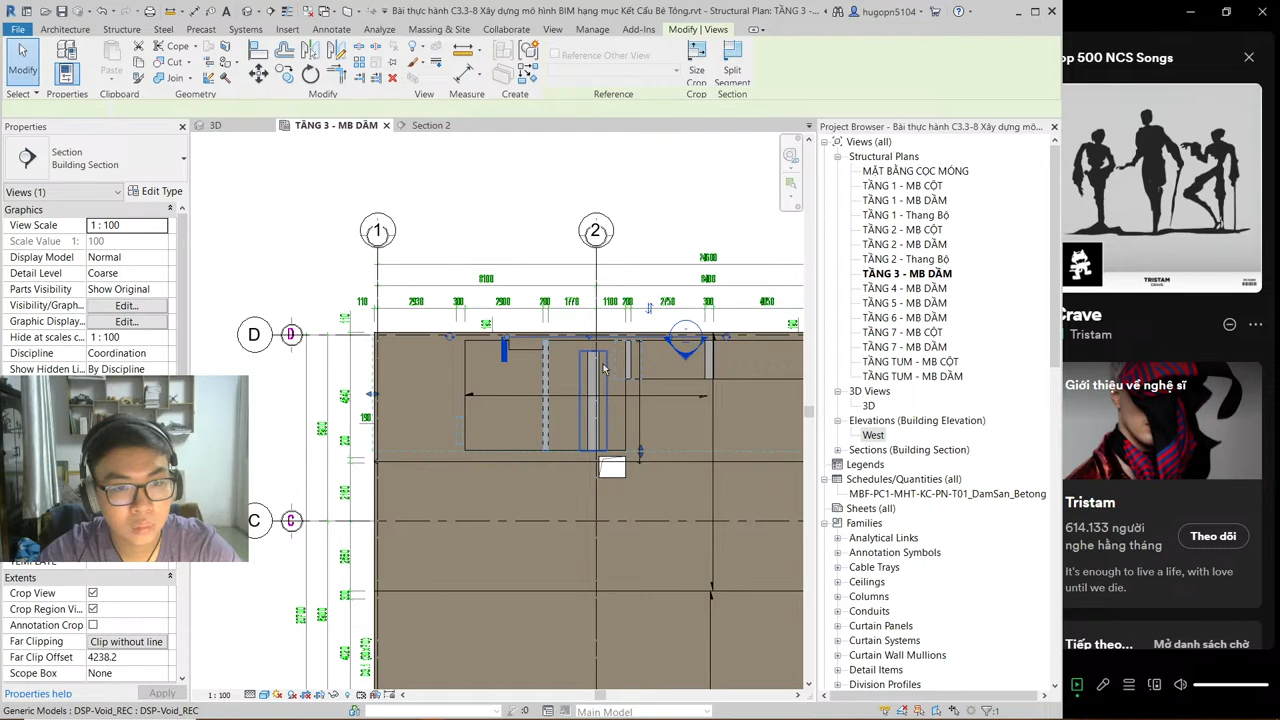 Bài thực hành C3.3-8 Xây dựng mô hình BIM hạng mục Kết Cấu Bê Tông.rvt - Structural Plan: TẦNG 3 -...
hugopn5104
File Architecture Structure Steel Precast Systems Insert Annotate Analyze Massing & Site Collaborate View Manage Add-Ins Modify | Views
Modify
Paste
Cope
Cut
Join
Reference Other View
Size Crop
Split Segment
Select Properties Clipboard Geometry Modify View Measure Create Reference Crop Section
Properties
3D
TẦNG 3 - MB DẦM
Section 2
Section
Building Section
Views (1)
Edit Type
Graphics
View Scale 1 : 100
Scale Value 1: 100
Display Model Normal
Detail Level Coarse
Parts Visibility Show Original
Visibility/Graph... Edit...
Graphic Display... Edit...
Hide at scales c... 1 : 100
Discipline Coordination
Show Hidden Li... By Discipline
Extents
Crop View
Crop Region Vi...
Annotation Crop
Far Clipping Clip without line
Far Clip Offset 4238.2
Scope Box None
Properties help
Apply
1
2
8100
8400
110 2930 300 2900 200 1770 1100 200 2750 300 4050
D D
C C
1 : 100
Generic Models : DSP-Void_REC : DSP-Void_REC
:0
Main Model
:1
Project Browser - Bài thực hành C3.3-8 Xây dựng mô...
Views (all)
Structural Plans
MẶT BẰNG CỌC MÓNG
TẦNG 1 - MB CỘT
TẦNG 1 - MB DẦM
TẦNG 1 - Thang Bộ
TẦNG 2 - MB CỘT
TẦNG 2 - MB DẦM
TẦNG 2 - Thang Bộ
TẦNG 3 - MB DẦM
TẦNG 4 - MB DẦM
TẦNG 5 - MB DẦM
TẦNG 6 - MB DẦM
TẦNG 7 - MB CỘT
TẦNG 7 - MB DẦM
TẦNG TUM - MB CỘT
TẦNG TUM - MB DẦM
3D Views
3D
Elevations (Building Elevation)
West
Sections (Building Section)
Legends
Schedules/Quantities (all)
MBF-PC1-MHT-KC-PN-T01_DamSan_Betong
Sheets (all)
Families
Analytical Links
Annotation Symbols
Cable Trays
Ceilings
Columns
Conduits
Curtain Panels
Curtain Systems
Curtain Wall Mullions
Detail Items
Division Profiles
op 500 NCS Songs
TRISTAM
CRAVE
Crave
Tristam
Giới thiệu về nghệ sĩ
Tristam
614.133 người
nghe hằng tháng
Theo dõi
It's enough to live a life, with love
until we die.
Tiếp theo...
Mở danh sách chờ